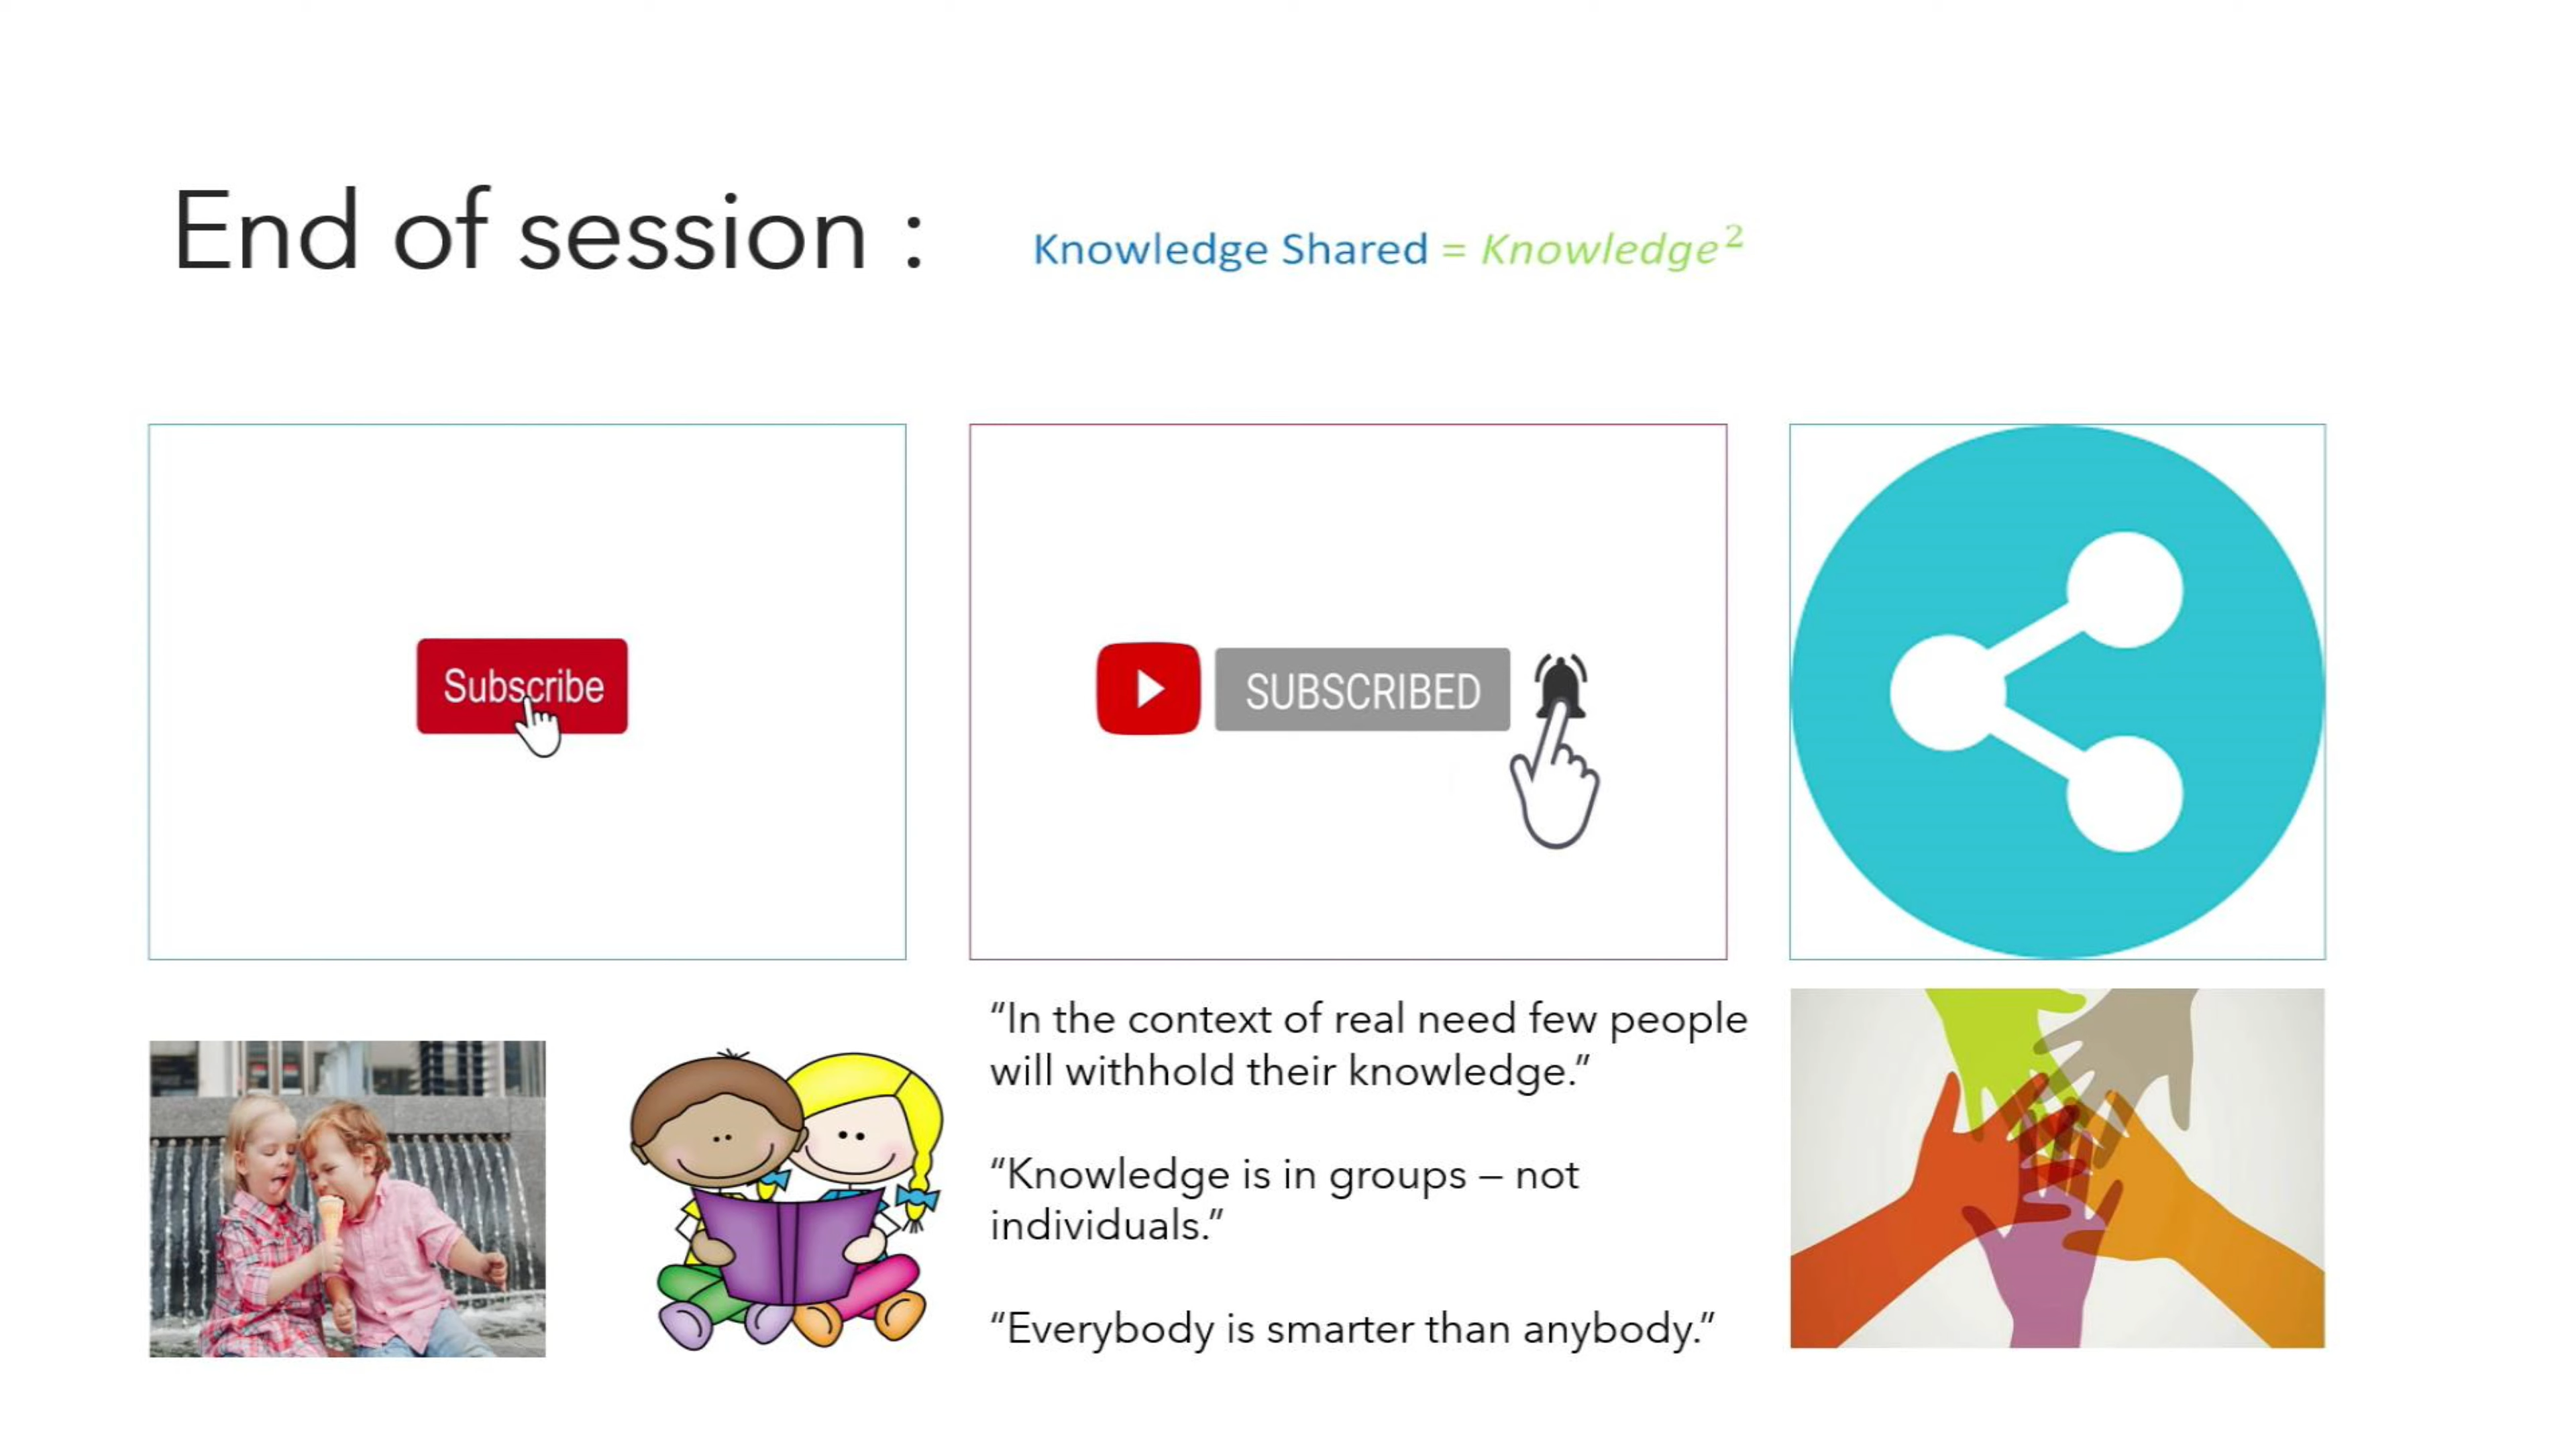 End of session :
Knowledge Shared = Knowledge²
Subscribe
SUBSCRIBED
“In the context of real need few people
will withhold their knowledge.”
“Knowledge is in groups – not
individuals.”
“Everybody is smarter than anybody.”